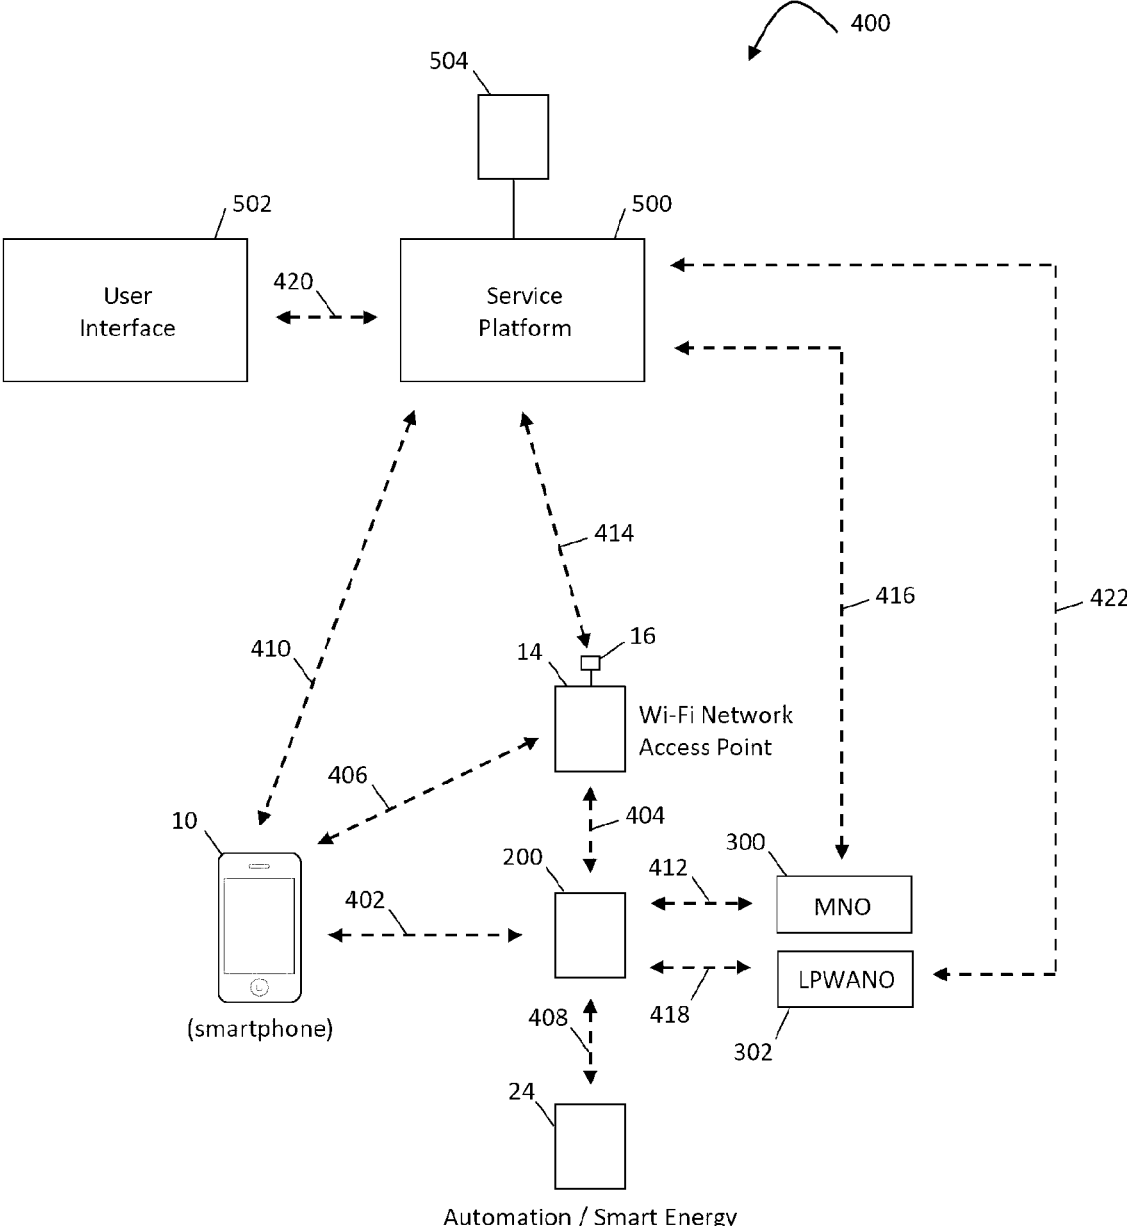 400
504
502
500
User
Interface
420
Service
Platform
414
416
422
410
14
16
Wi-Fi Network
Access Point
406
404
10
200
412
300
MNO
402
LPWANO
418
302
(smartphone)
408
24
Automation / Smart Energy